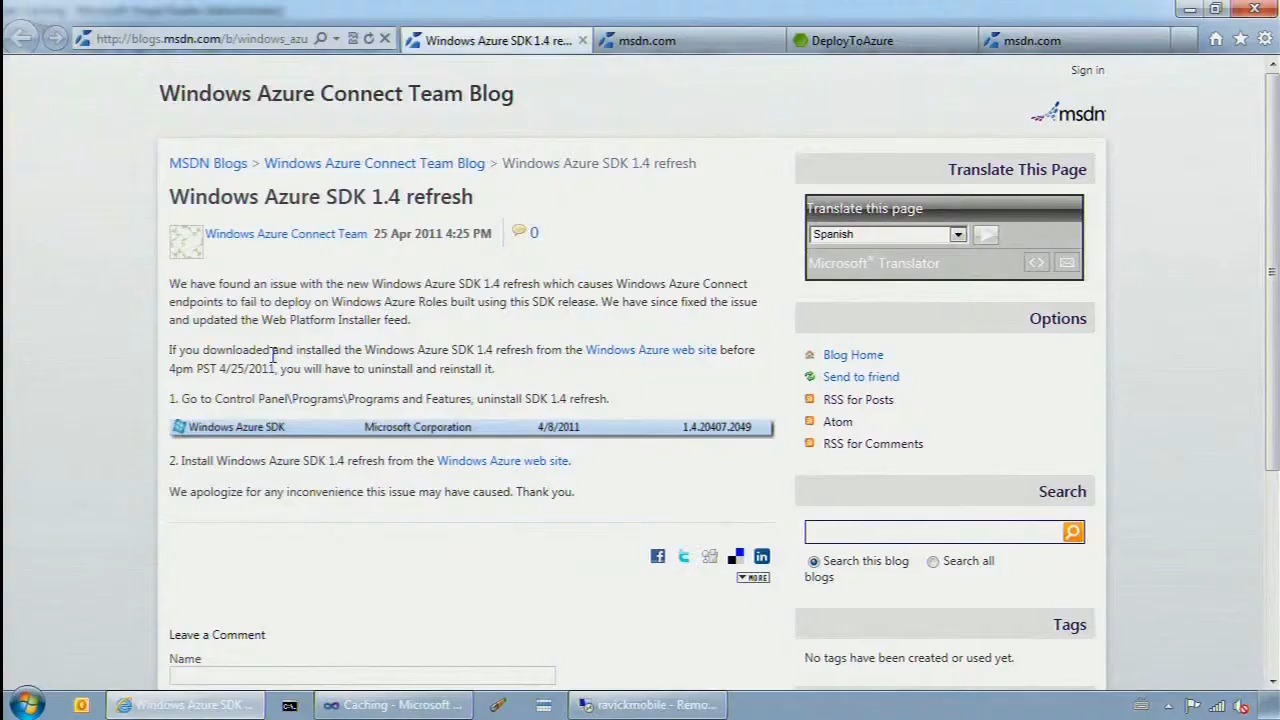 http://blogs.msdn.com/b/windows_azu
Windows Azure SDK 1.4 re...
msdn.com
DeployToAzure
msdn.com
Sign in
Windows Azure Connect Team Blog
msdn
MSDN Blogs > Windows Azure Connect Team Blog > Windows Azure SDK 1.4 refresh
Windows Azure SDK 1.4 refresh
Windows Azure Connect Team 25 Apr 2011 4:25 PM 0
We have found an issue with the new Windows Azure SDK 1.4 refresh which causes Windows Azure Connect
endpoints to fail to deploy on Windows Azure Roles built using this SDK release. We have since fixed the issue
and updated the Web Platform Installer feed.
If you downloaded and installed the Windows Azure SDK 1.4 refresh from the Windows Azure web site before
4pm PST 4/25/2011, you will have to uninstall and reinstall it.
1. Go to Control Panel\Programs\Programs and Features, uninstall SDK 1.4 refresh.
Windows Azure SDK Microsoft Corporation 4/8/2011 1.4.20407.2049
2. Install Windows Azure SDK 1.4 refresh from the Windows Azure web site.
We apologize for any inconvenience this issue may have caused. Thank you.
MORE
Leave a Comment
Name
Translate This Page
Translate this page
Spanish
Microsoft® Translator
Options
Blog Home
Send to friend
RSS for Posts
Atom
RSS for Comments
Search
Search this blog Search all
blogs
Tags
No tags have been created or used yet.
Windows Azure SDK ...
Caching - Microsoft ...
ravickmobile - Remo...